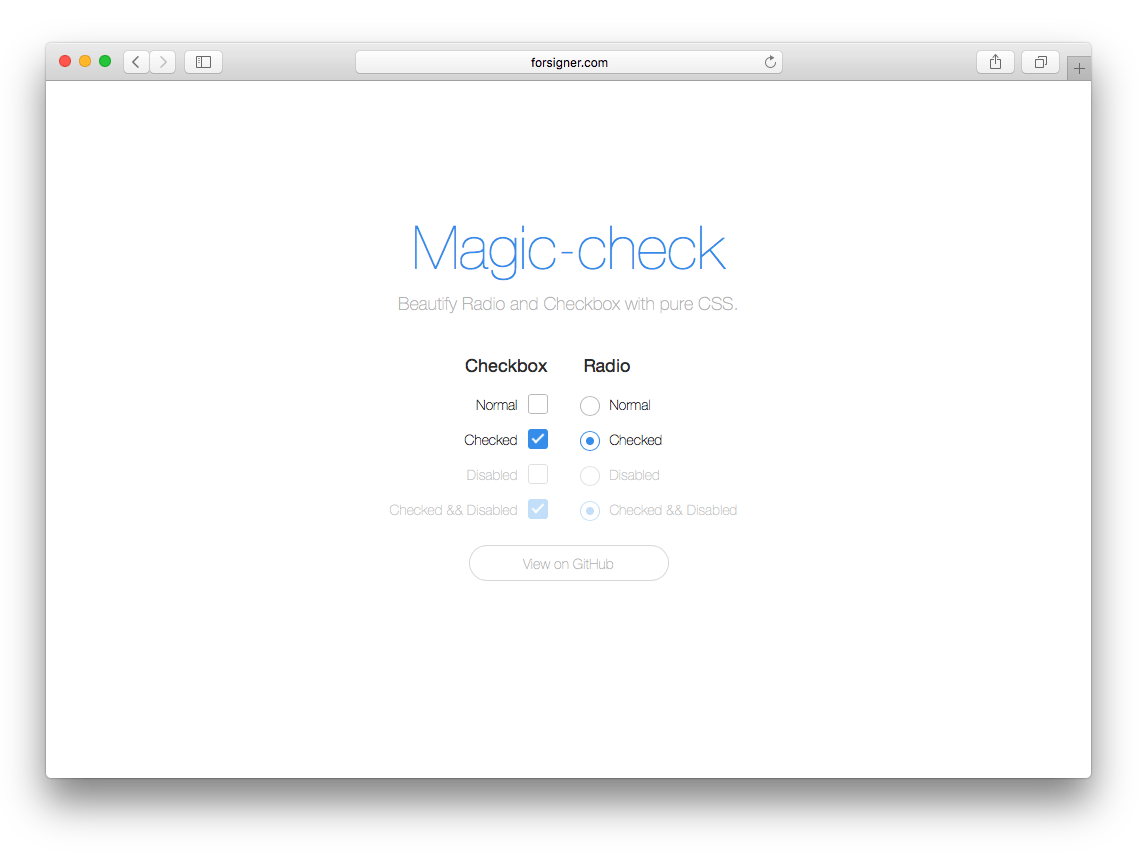 forsigner.com
Magic-check
Beautify Radio and Checkbox with pure CSS.
Checkbox Radio
Normal Normal
Checked Checked
Disabled Disabled
Checked && Disabled Checked && Disabled
View on GitHub